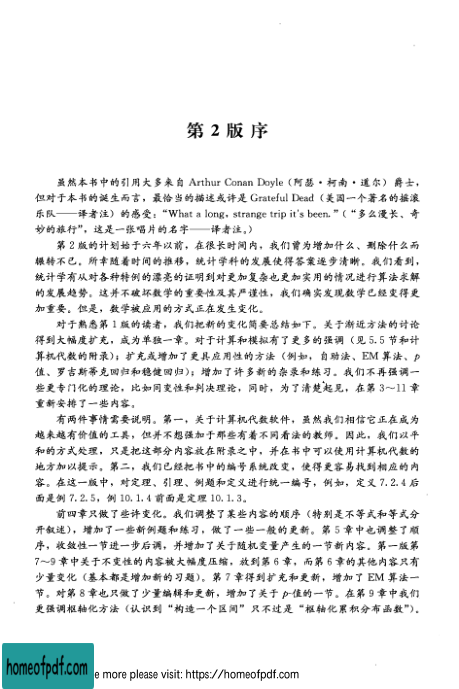 第 2 版 序
虽然本书中的引用大多来自 Arthur Conan Doyle（阿瑟·柯南·道尔）爵士，
但对于本书的诞生而言，最恰当的描述或许是 Grateful Dead（美国一个著名的摇滚
乐队——译者注）的感受：“What a long, strange trip it's been.”（“多么漫长、奇
妙的旅行”，这是一张唱片的名字——译者注。）
第 2 版的计划始于六年以前，在很长时间内，我们曾为增加什么、删除什么而
辗转不已。所幸随着时间的推移，统计学科的发展使得答案逐步清晰。我们看到，
统计学有从对各种特例的漂亮的证明到对更加复杂也更加实用的情况进行算法求解
的发展趋势。这并不破坏数学的重要性及其严谨性，我们确实发现数学已经变得更
加重要。但是，数学被应用的方式正在发生变化。
对于熟悉第 1 版的读者，我们把新的变化简要总结如下。关于渐近方法的讨论
得到大幅度扩充，成为单独一章。对于计算和模拟有了更多的强调（见 5.5 节和计
算机代数的附录）；扩充或增加了更具应用性的方法（例如，自助法、EM 算法、p
值、罗吉斯蒂克回归和稳健回归）；增加了许多新的杂录和练习。我们不再强调一
些更专门化的理论，比如同变性和判决理论，同时，为了清楚起见，在第 3～11 章
重新安排了一些内容。
有两件事情需要说明。第一，关于计算机代数软件，虽然我们相信它正在成为
越来越有价值的工具，但并不想强加于那些有着不同看法的教师。因此，我们以平
和的方式处理，只是把这部分内容放在附录之中，并在书中可以使用计算机代数的
地方加以提示。第二，我们已经把书中的编号系统改变，使得更容易找到相应的内
容。在这一版中，对定理、引理、例题和定义进行统一编号，例如，定义 7.2.4 后
面是例 7.2.5，例 10.1.4 前面是定理 10.1.3。
前四章只做了些许变化。我们调整了某些内容的顺序（特别是不等式和等式分
开叙述），增加了一些新例题和练习，做了一些一般的更新。第 5 章中也调整了顺
序，收敛性一节进一步后调，并增加了关于随机变量产生的一节新内容。第一版第
7～9 章中关于不变性的内容被大幅度压缩，放到第 6 章，而第 6 章的其他内容只有
少量变化（基本都是增加新的习题）。第 7 章得到扩充和更新，增加了 EM 算法一
节。对第 8 章也只做了少量编辑和更新，增加了关于 p-值的一节。在第 9 章中我们
更强调枢轴化方法（认识到“构造一个区间”只不过是“枢轴化累积分布函数”）。
homeofpdf.com
e more please visit: https://homeofpdf.com